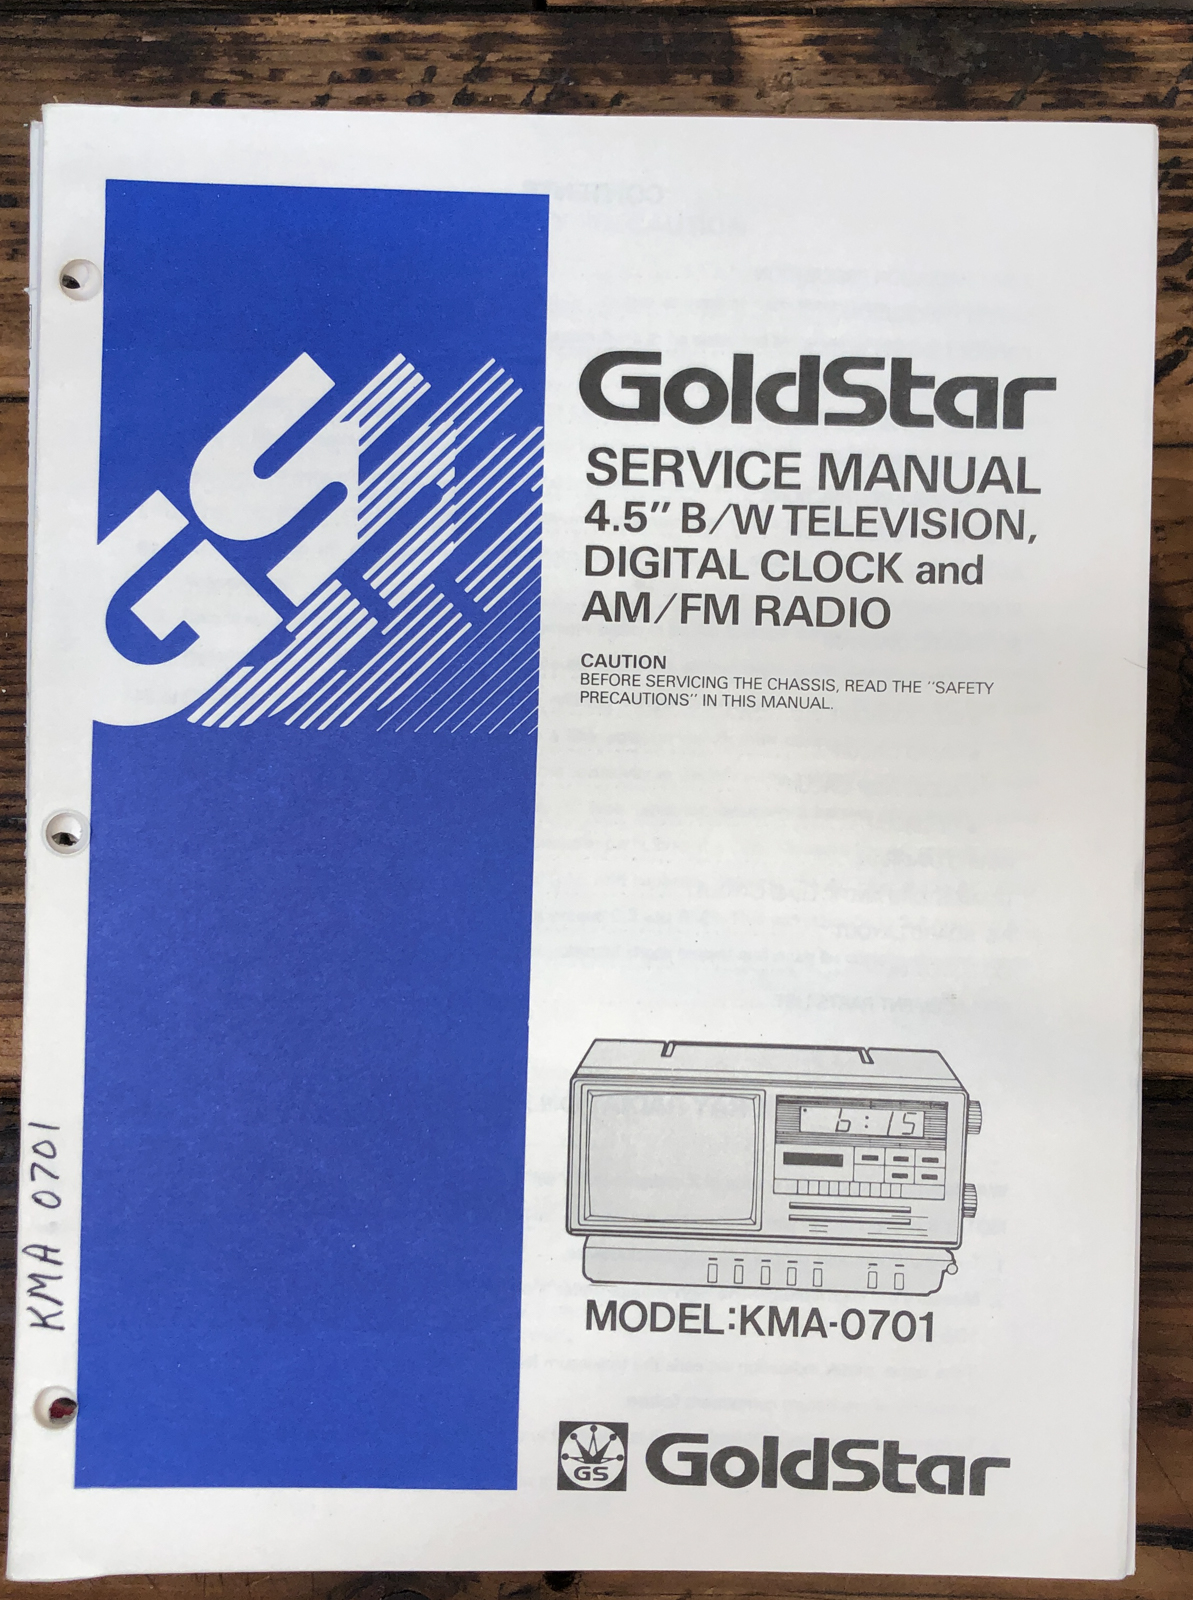 GS
GoldStar
SERVICE MANUAL
4.5" B/W TELEVISION,
DIGITAL CLOCK and
AM/FM RADIO
CAUTION
BEFORE SERVICING THE CHASSIS, READ THE "SAFETY
PRECAUTIONS" IN THIS MANUAL.
6:15
MODEL:KMA-0701
GS
GoldStar
KMA 0701